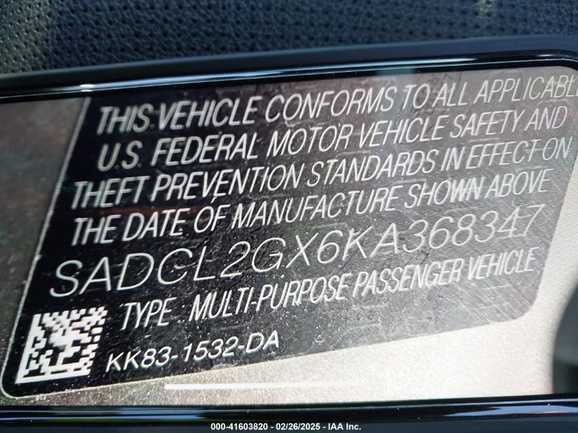 THIS VEHICLE CONFORMS TO ALL APPLICABLE
U.S. FEDERAL MOTOR VEHICLE SAFETY AND
THEFT PREVENTION STANDARDS IN EFFECT ON
THE DATE OF MANUFACTURE SHOWN ABOVE
SADCL2GX6KA368347
TYPE : MULTI-PURPOSE PASSENGER VEHICLE
KK83-1532-DA
000-41603820 - 02/26/2025 - IAA Inc.